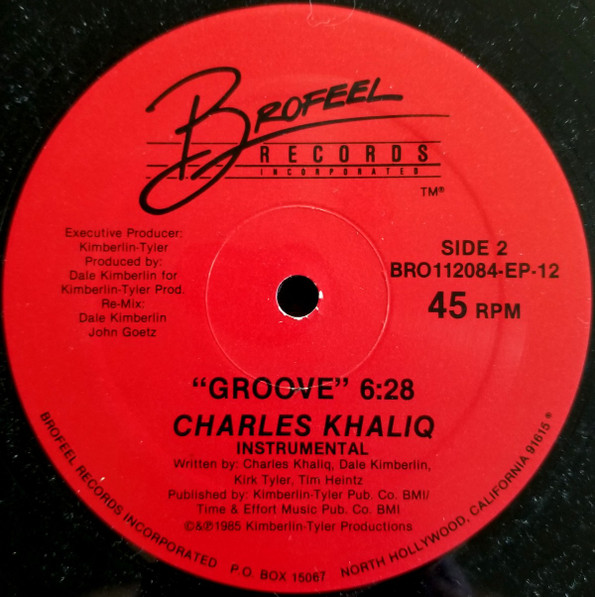 BROFEEL
RECORDS
INCORPORATED
TM®
Executive Producer:
Kimberlin-Tyler
Produced by:
Dale Kimberlin for
Kimberlin-Tyler Prod.
Re-Mix:
Dale Kimberlin
John Goetz
SIDE 2
BRO112084-EP-12
45 RPM
“GROOVE” 6:28
CHARLES KHALIQ
INSTRUMENTAL
Written by: Charles Khaliq, Dale Kimberlin,
Kirk Tyler, Tim Heintz
Published by: Kimberlin-Tyler Pub. Co. BMI/
Time & Effort Music Pub. Co. BMI
©&℗1985 Kimberlin-Tyler Productions
BROFEEL RECORDS INCORPORATED P.O. BOX 15067 NORTH HOLLYWOOD, CALIFORNIA 91615 ®